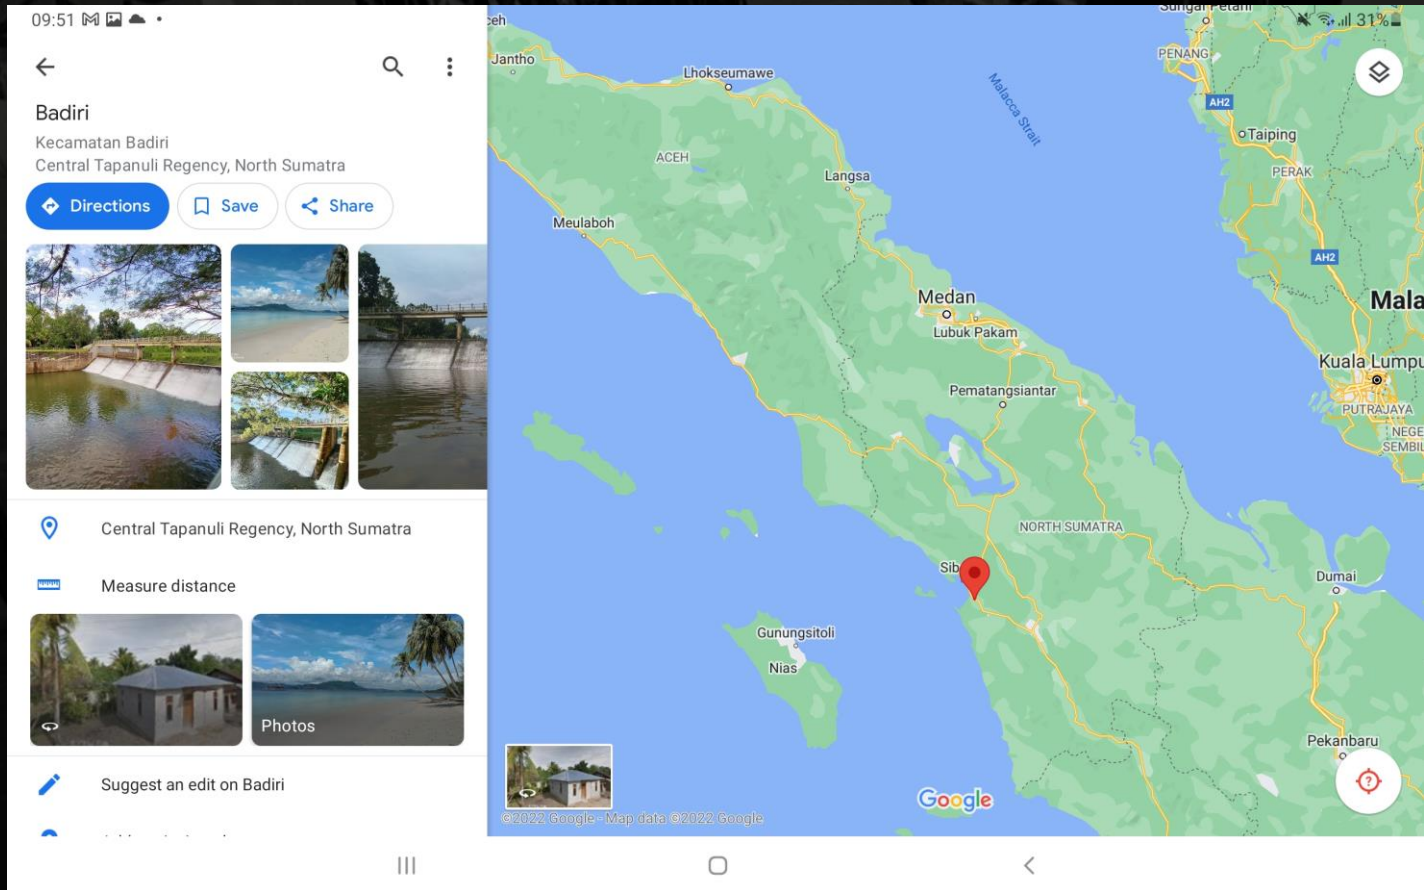 09:51
31%
Badiri
Kecamatan Badiri
Central Tapanuli Regency, North Sumatra
Directions
Save
Share
Central Tapanuli Regency, North Sumatra
Measure distance
Photos
Suggest an edit on Badiri
Jantho
Lhokseumawe
ACEH
Langsa
Meulaboh
Malacca Strait
PENANG
AH2
Taiping
PERAK
AH2
Medan
Lubuk Pakam
Mala
Kuala Lumpu
PUTRAJAYA
NEGE
SEMBIL
Pematangsiantar
NORTH SUMATRA
Sib
Gunungsitoli
Nias
Dumai
Pekanbaru
Google
©2022 Google - Map data ©2022 Google